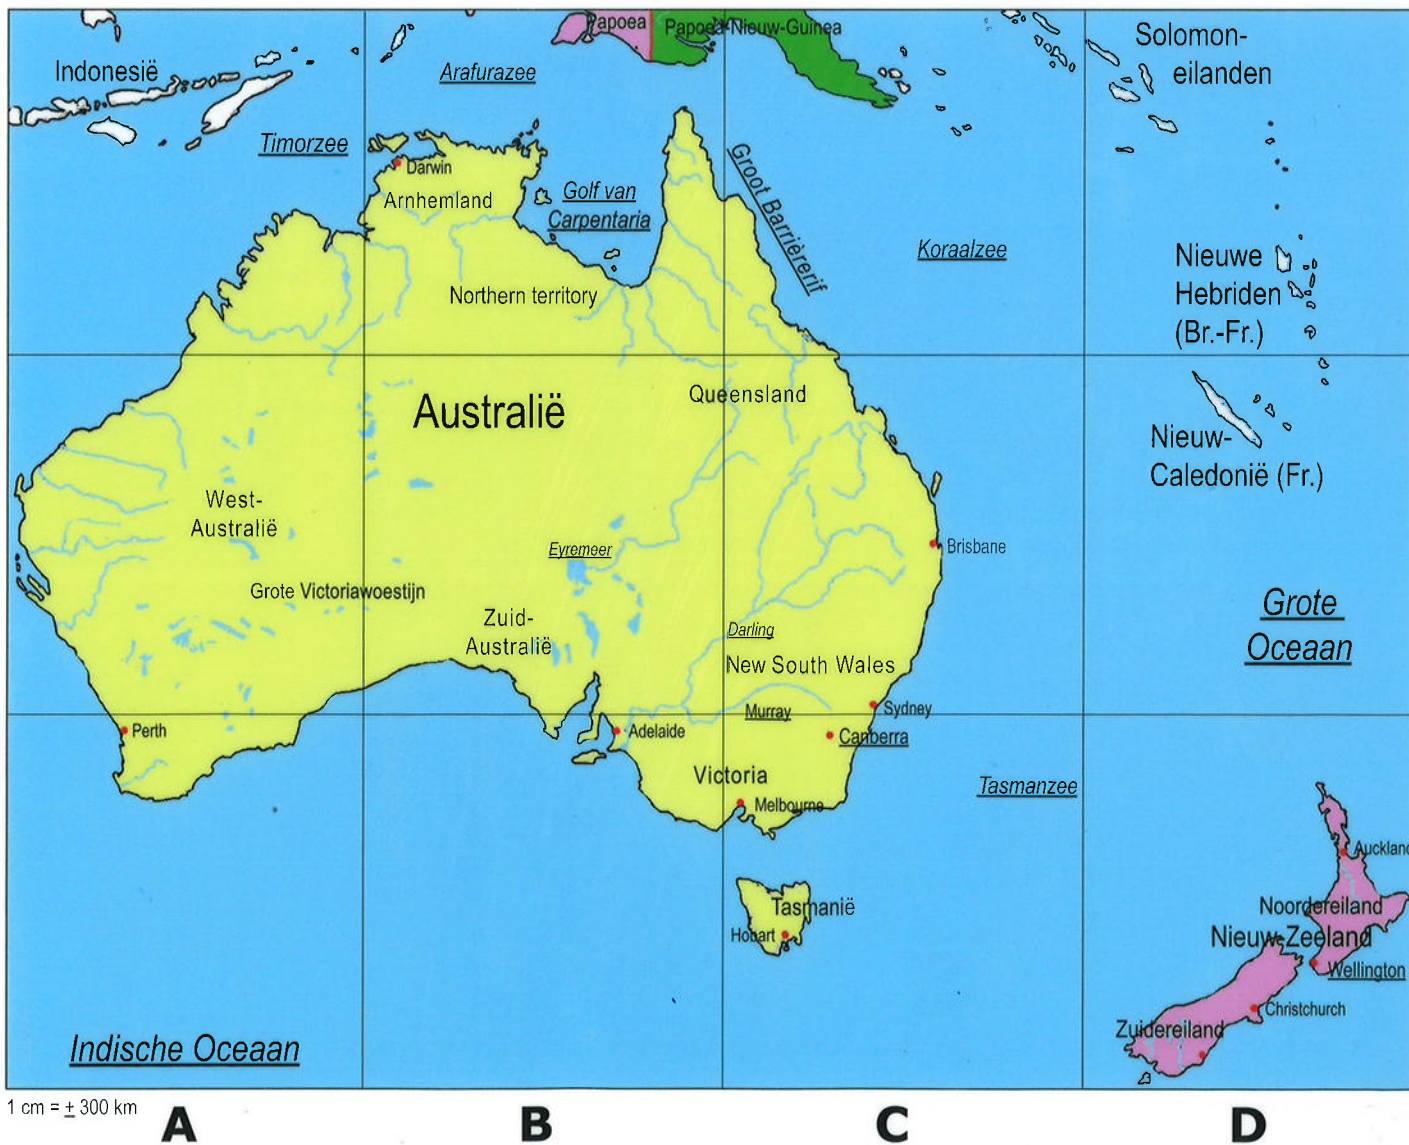 Papoea
Papoea-Nieuw-Guinea
Solomon-
eilanden
Indonesië
Arafurazee
Timorzee
Darwin
Arnhemland
Golf van
Carpentaria
Groot Barrièrerif
Koraalzee
Nieuwe
Hebriden
(Br.-Fr.)
Northern territory
Australië
Queensland
Nieuw-
Caledonië (Fr.)
West-
Australië
Eyremeer
Brisbane
Grote Victoriawoestijn
Zuid-
Australië
Darling
New South Wales
Grote
Oceaan
Murray
Sydney
Perth
Adelaide
Canberra
Victoria
Melbourne
Tasmanzee
Auckland
Tasmanië
Hobart
Noordereiland
Nieuw-Zeeland
Wellington
Christchurch
Zuidereiland
Indische Oceaan
1 cm = ± 300 km
A B C D